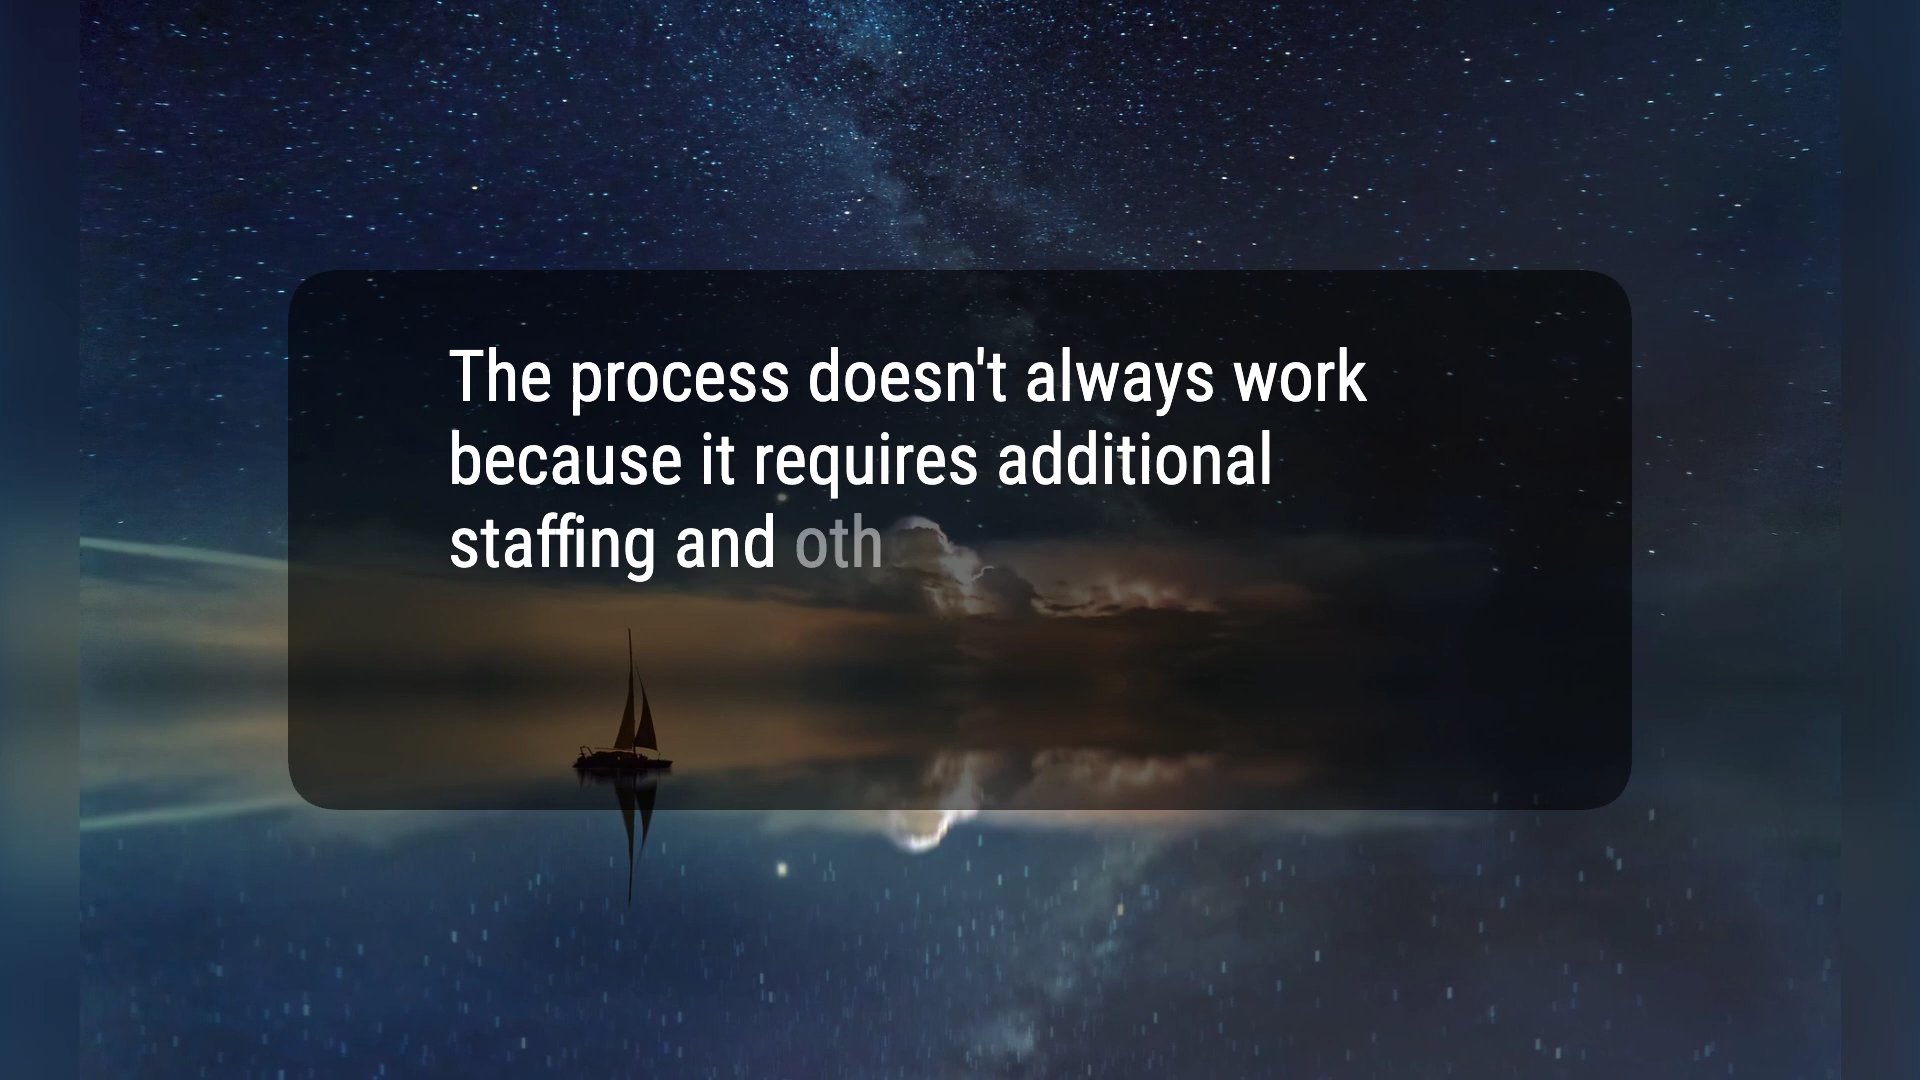 The process doesn't always work
because it requires additional
staffing and oth